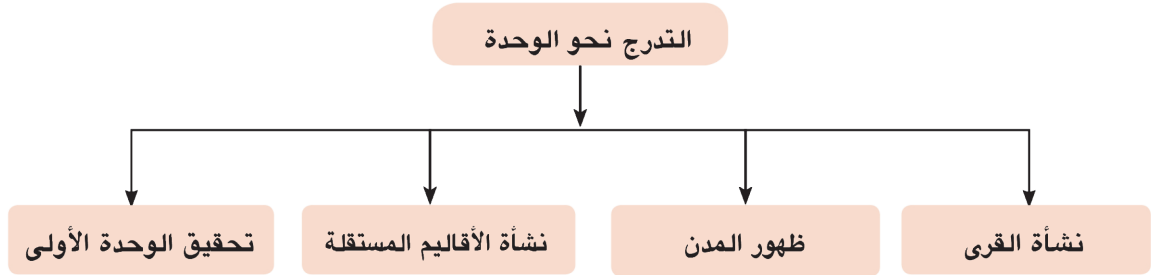 التدرج نحو الوحدة
نشأة القرى
ظهور المدن
نشأة الأقاليم المستقلة
تحقيق الوحدة الأولى